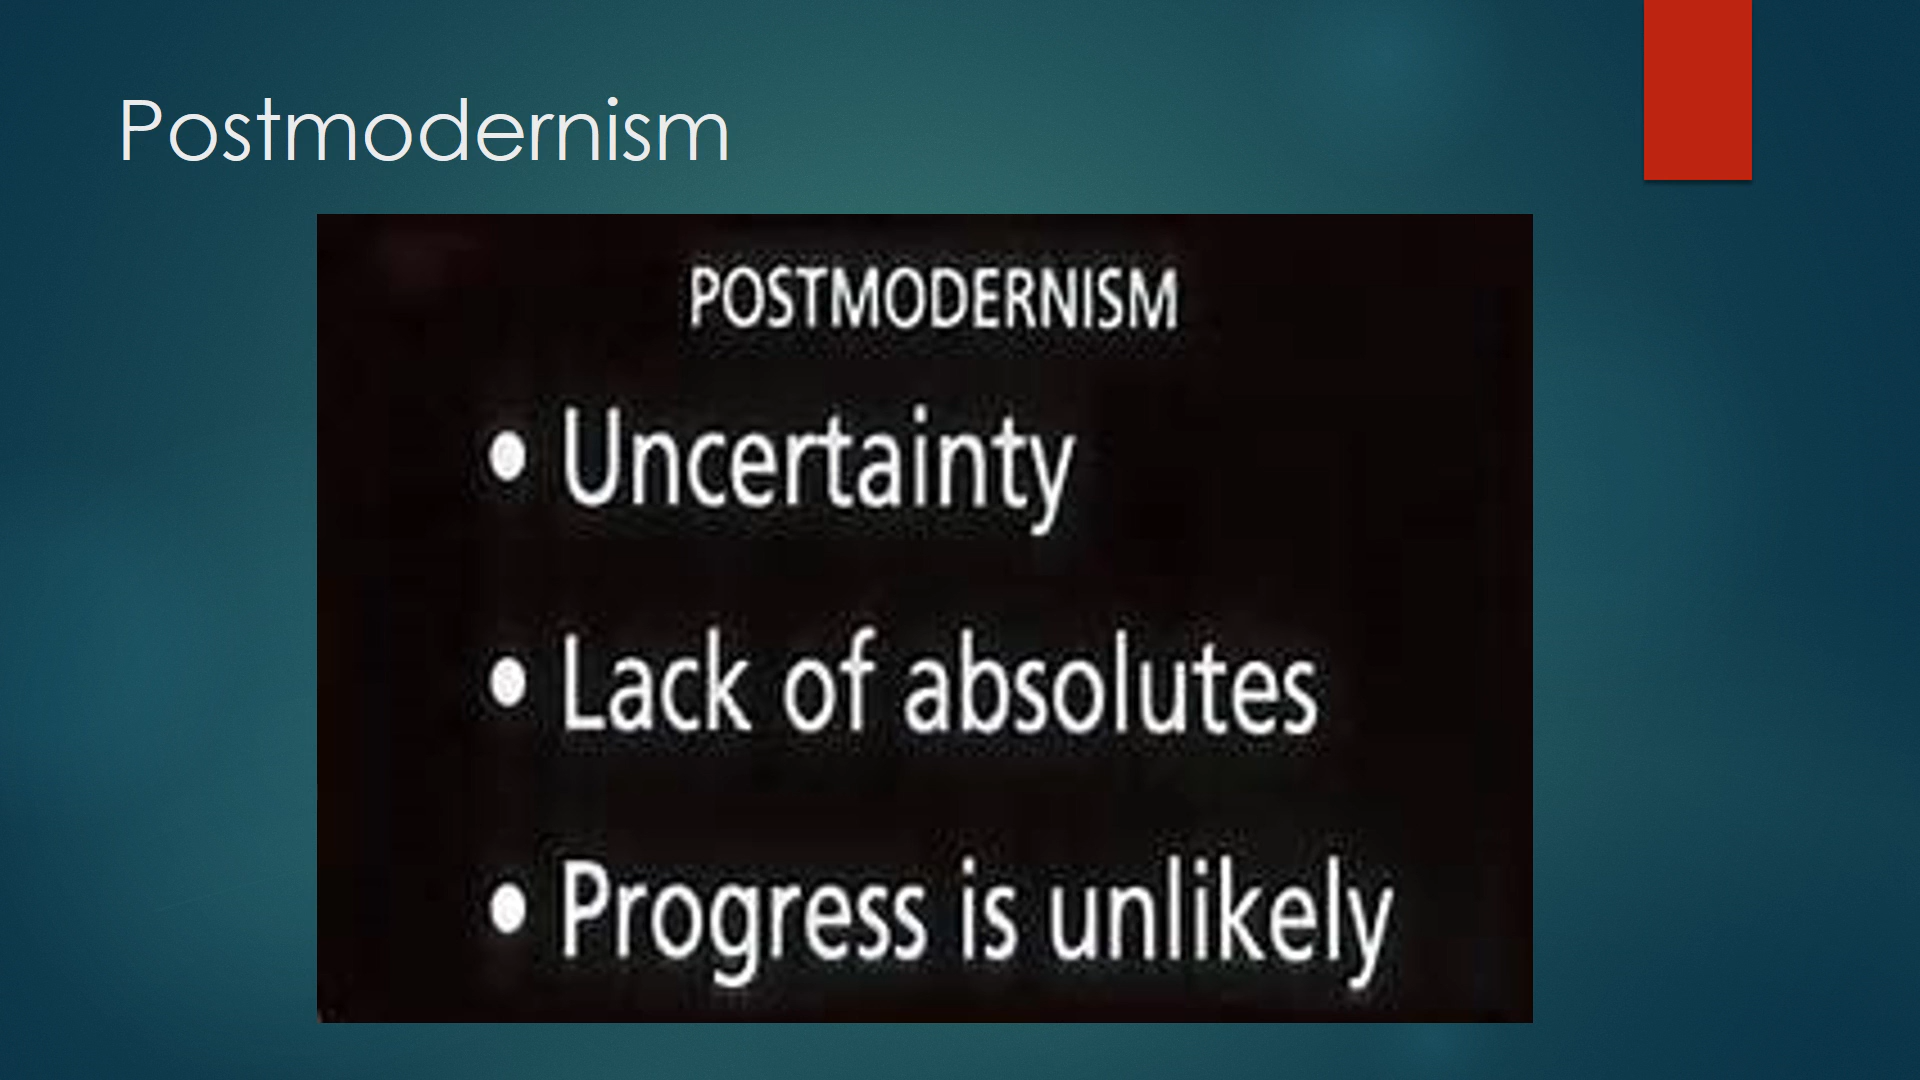 Postmodernism
POSTMODERNISM
• Uncertainty
• Lack of absolutes
• Progress is unlikely